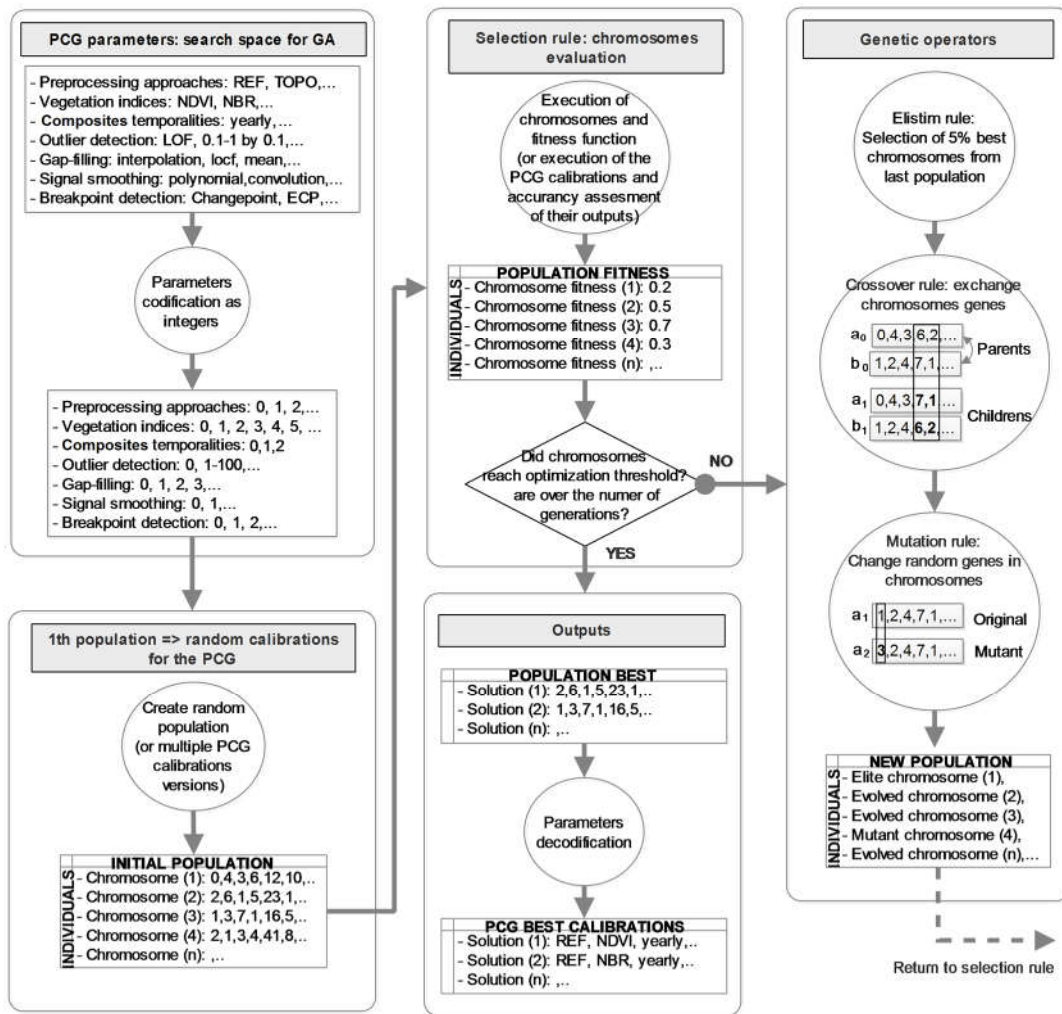 PCG parameters: search space for GA
- Preprocessing approaches: REF, TOPO,...
- Vegetation indices: NDVI, NBR,...
- Composites temporalities: yearly,...
- Outlier detection: LOF, 0.1-1 by 0.1,...
- Gap-filling: interpolation, locf, mean,...
- Signal smoothing: polynomial,convolution,...
- Breakpoint detection: Changepoint, ECP,...
Parameters
codification as
integers
- Preprocessing approaches: 0, 1, 2,...
- Vegetation indices: 0, 1, 2, 3, 4, 5, ...
- Composites temporalities: 0,1,2
- Outlier detection: 0, 1-100,...
- Gap-filling: 0, 1, 2, 3,...
- Signal smoothing: 0, 1,...
- Breakpoint detection: 0, 1, 2,...
1th population => random calibrations
for the PCG
Create random
population
(or multiple PCG
calibrations
versions)
INITIAL POPULATION
INDIVIDUALS
- Chromosome (1): 0,4,3,6,12,10,..
- Chromosome (2): 2,6,1,5,23,1,..
- Chromosome (3): 1,3,7,1,16,5,..
- Chromosome (4): 2,1,3,4,41,8,..
- Chromosome (n): ,..
Selection rule: chromosomes
evaluation
Execution of
chromosomes and
fitness function
(or execution of the
PCG calibrations and
accurancy assesment
of their outputs)
POPULATION FITNESS
INDIVIDUALS
- Chromosome fitness (1): 0.2
- Chromosome fitness (2): 0.5
- Chromosome fitness (3): 0.7
- Chromosome fitness (4): 0.3
- Chromosome fitness (n): ,..
Did chromosomes
reach optimization threshold?
are over the numer of
generations?
NO
YES
Outputs
POPULATION BEST
- Solution (1): 2,6,1,5,23,1,..
- Solution (2): 1,3,7,1,16,5,..
- Solution (n): ,..
Parameters
decodification
PCG BEST CALIBRATIONS
- Solution (1): REF, NDVI, yearly,..
- Solution (2): REF, NBR, yearly,..
- Solution (n): ,..
Genetic operators
Elistim rule:
Selection of 5% best
chromosomes from
last population
Crossover rule: exchange
chromosomes genes
a0 0,4,3,6,2,...
Parents
b0 1,2,4,7,1,...
a1 0,4,3,7,1,...
Childrens
b1 1,2,4,6,2,...
Mutation rule:
Change random genes in
chromosomes
a1 1,2,4,7,1,... Original
a2 3,2,4,7,1,... Mutant
NEW POPULATION
INDIVIDUALS
- Elite chromosome (1),
- Evolved chromosome (2),
- Evolved chromosome (3),
- Mutant chromosome (4),
- Evolved chromosome (n),...
Return to selection rule